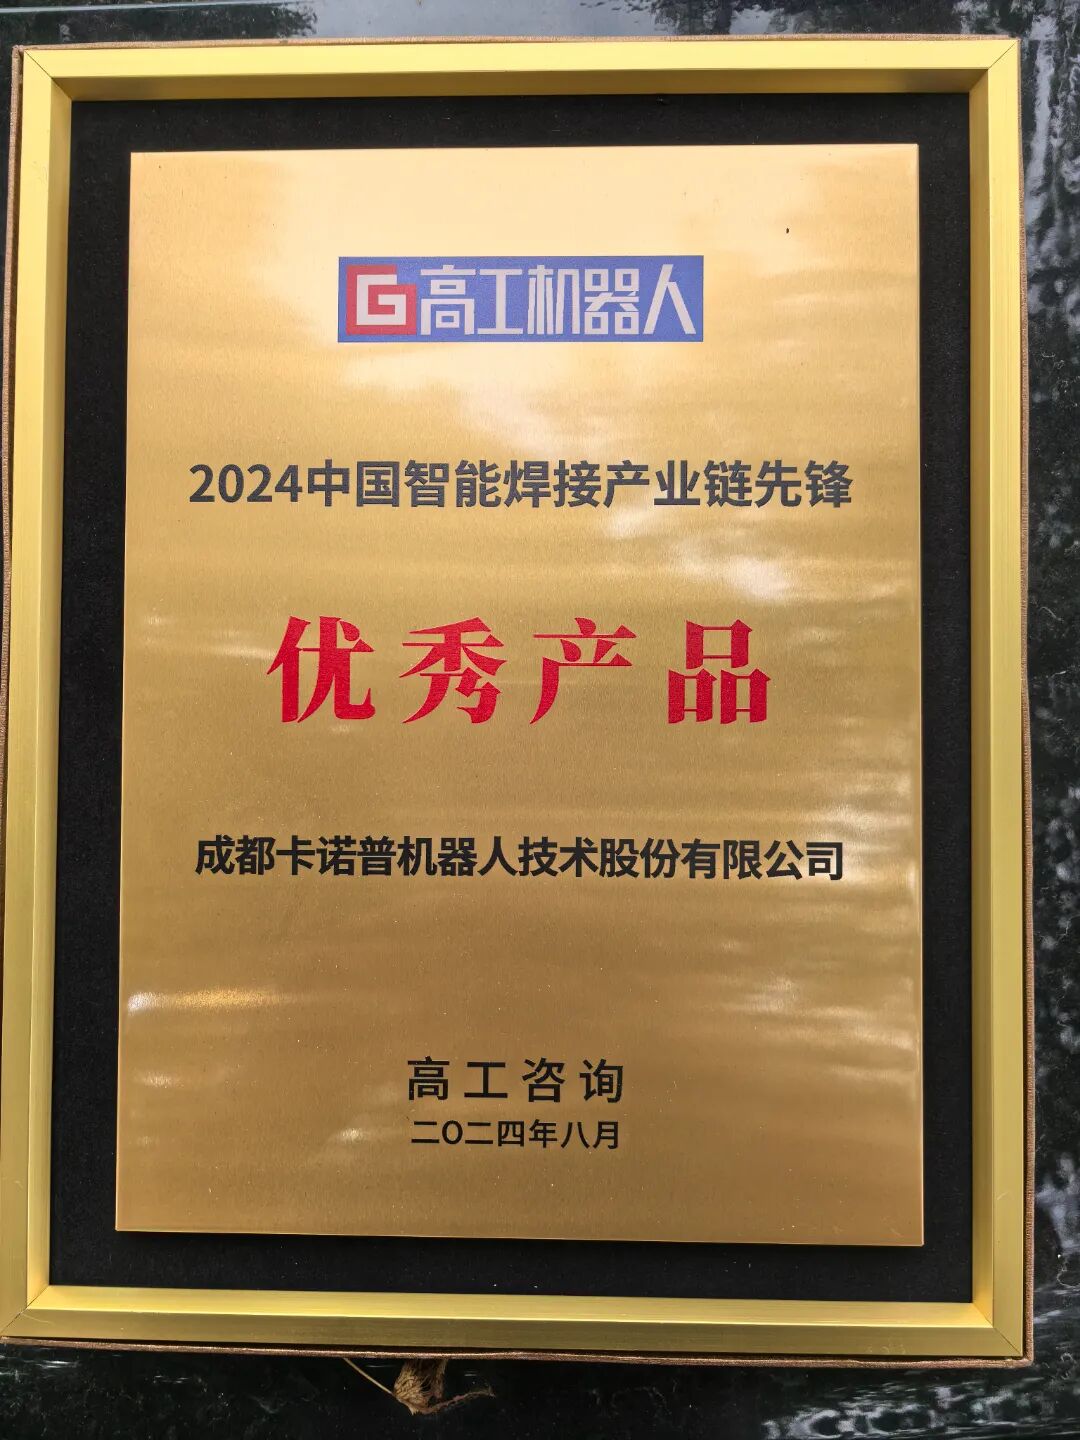 G高工机器人
2024中国智能焊接产业链先锋
优秀产品
成都卡诺普机器人技术股份有限公司
高工咨询
二O二四年八月